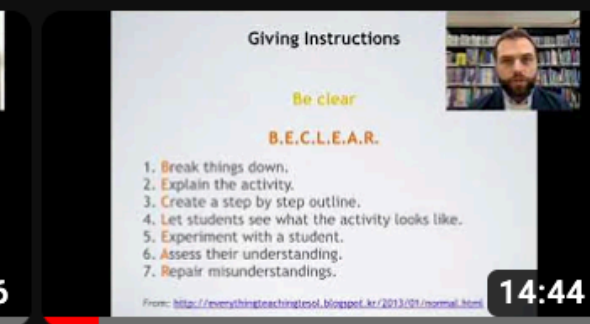 Giving Instructions
Be clear
B.E.C.L.E.A.R.
1. Break things down.
2. Explain the activity.
3. Create a step by step outline.
4. Let students see what the activity looks like.
5. Experiment with a student.
6. Assess their understanding.
7. Repair misunderstandings.
From: http://everythingteachingtesol.blogspot.kr/2013/01/normal.html
6
14:44